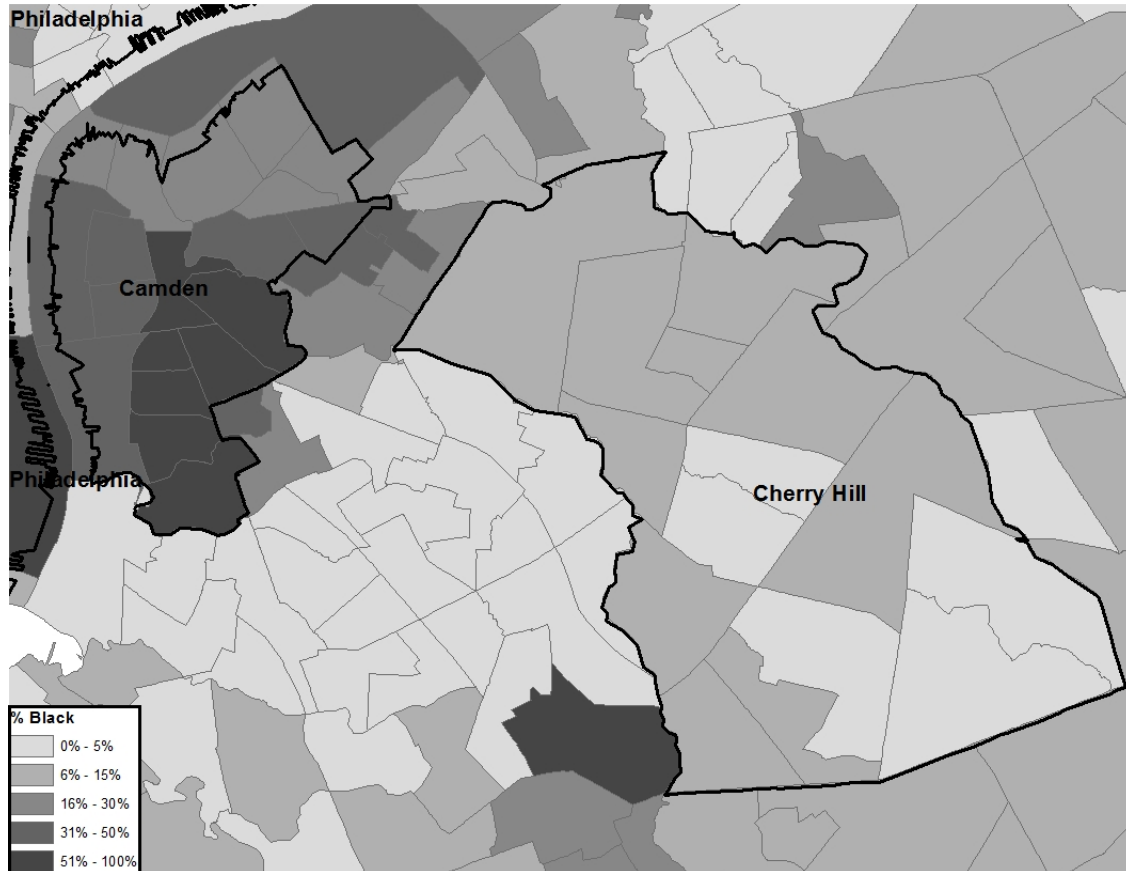 Philadelphia
Camden
Philadelphia
Cherry Hill
% Black
0% - 5%
6% - 15%
16% - 30%
31% - 50%
51% - 100%